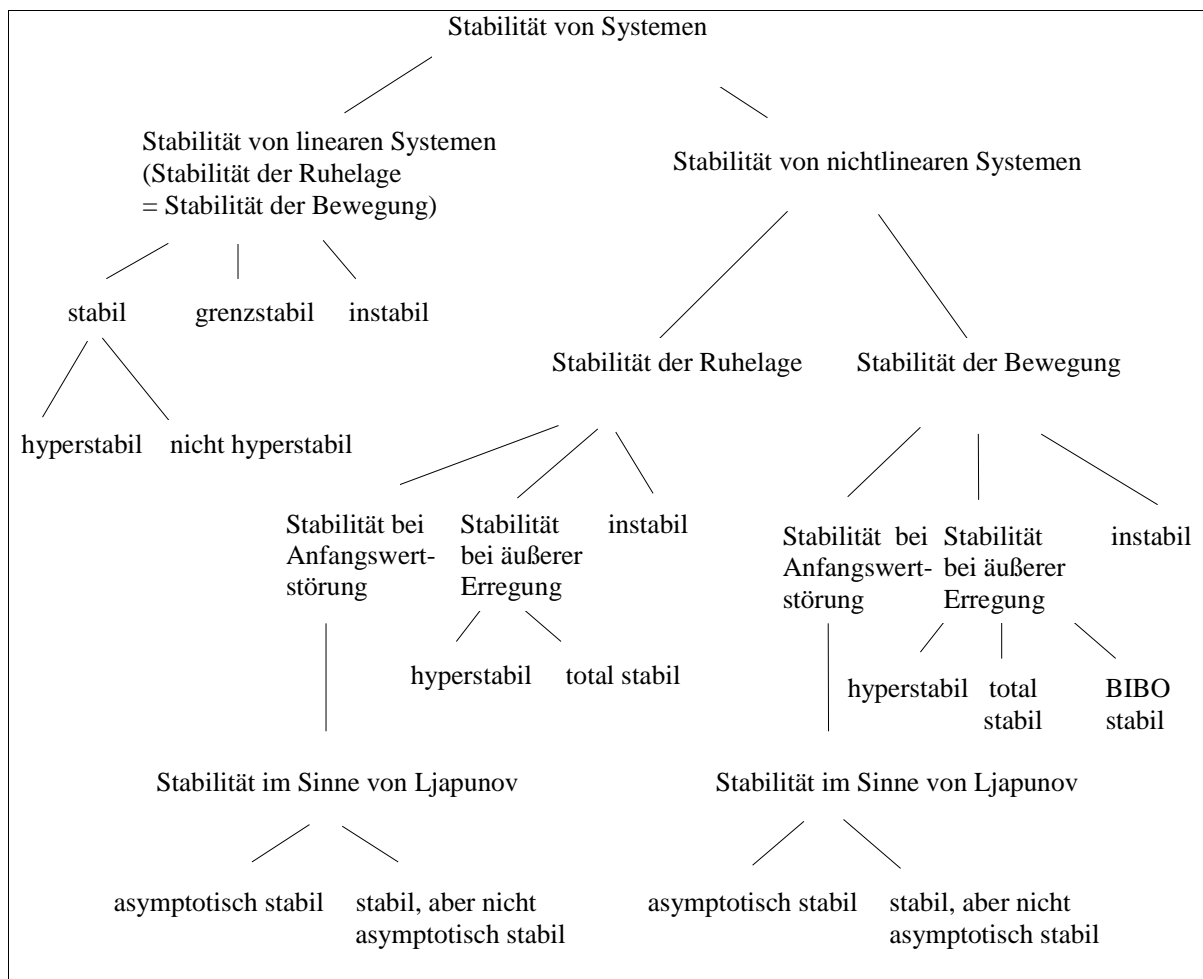 Stabilität von Systemen
Stabilität von linearen Systemen
(Stabilität der Ruhelage
= Stabilität der Bewegung)
Stabilität von nichtlinearen Systemen
stabil
grenzstabil
instabil
hyperstabil
nicht hyperstabil
Stabilität der Ruhelage
Stabilität der Bewegung
Stabilität bei
Anfangswert-
störung
Stabilität
bei äußerer
Erregung
instabil
Stabilität bei
Anfangswert-
störung
Stabilität
bei äußerer
Erregung
instabil
hyperstabil
total stabil
hyperstabil
total
stabil
BIBO
stabil
Stabilität im Sinne von Ljapunov
Stabilität im Sinne von Ljapunov
asymptotisch stabil
stabil, aber nicht
asymptotisch stabil
asymptotisch stabil
stabil, aber nicht
asymptotisch stabil